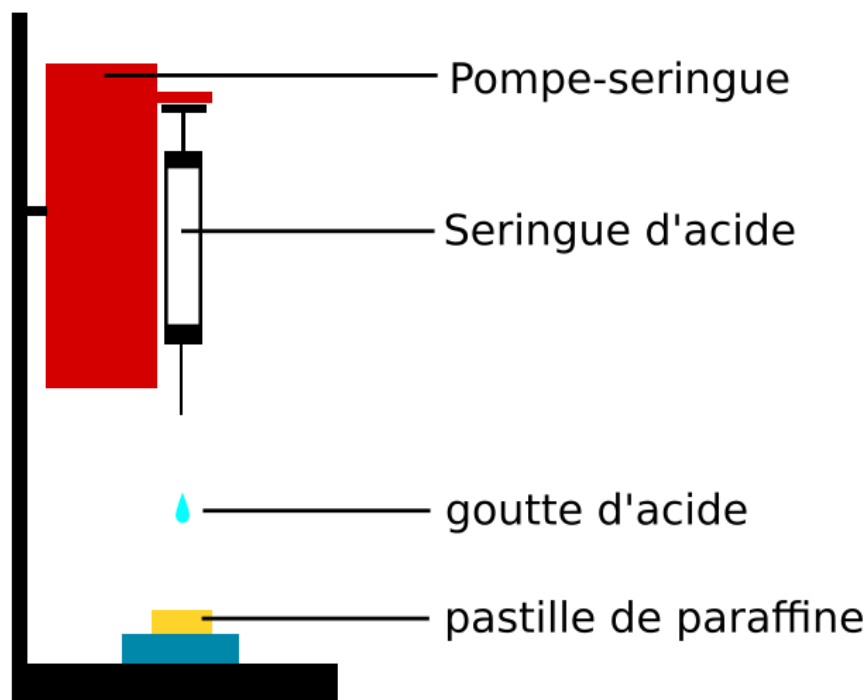 Pompe-seringue
Seringue d'acide
goutte d'acide
pastille de paraffine